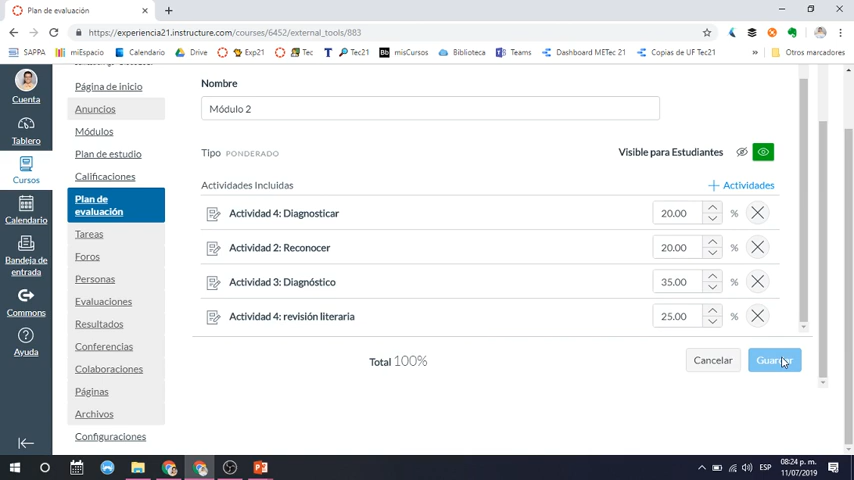 Plan de evaluación
https://experiencia21.instructure.com/courses/6452/external_tools/883
SAPPA
miEspacio
Calendario
Drive
Exp21
Tec
Tec21
misCursos
Biblioteca
Teams
Dashboard METec 21
Copias de UF Tec21
»
Otros marcadores
Cuenta
Tablero
Cursos
Calendario
Bandeja de
entrada
Commons
Ayuda
Página de inicio
Anuncios
Módulos
Plan de estudio
Calificaciones
Plan de
evaluación
Tareas
Foros
Personas
Evaluaciones
Resultados
Conferencias
Colaboraciones
Páginas
Archivos
Configuraciones
Nombre
Módulo 2
Tipo PONDERADO
Visible para Estudiantes
Actividades Incluidas
+ Actividades
Actividad 4: Diagnosticar 20.00 %
Actividad 2: Reconocer 20.00 %
Actividad 3: Diagnóstico 35.00 %
Actividad 4: revisión literaria 25.00 %
Total 100%
Cancelar
Guardar
ESP
08:24 p. m.
11/07/2019